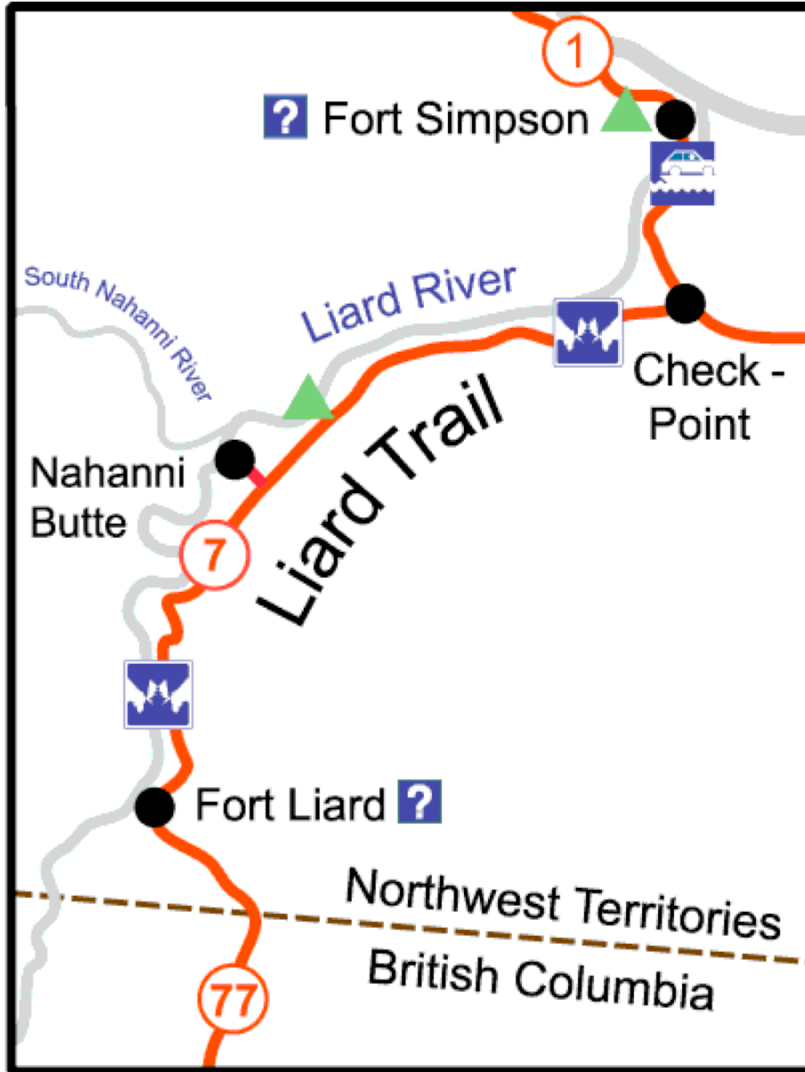 1
? Fort Simpson
South Nahanni River
Liard River
Check -
Point
Liard Trail
Nahanni
Butte
7
Fort Liard ?
Northwest Territories
British Columbia
77